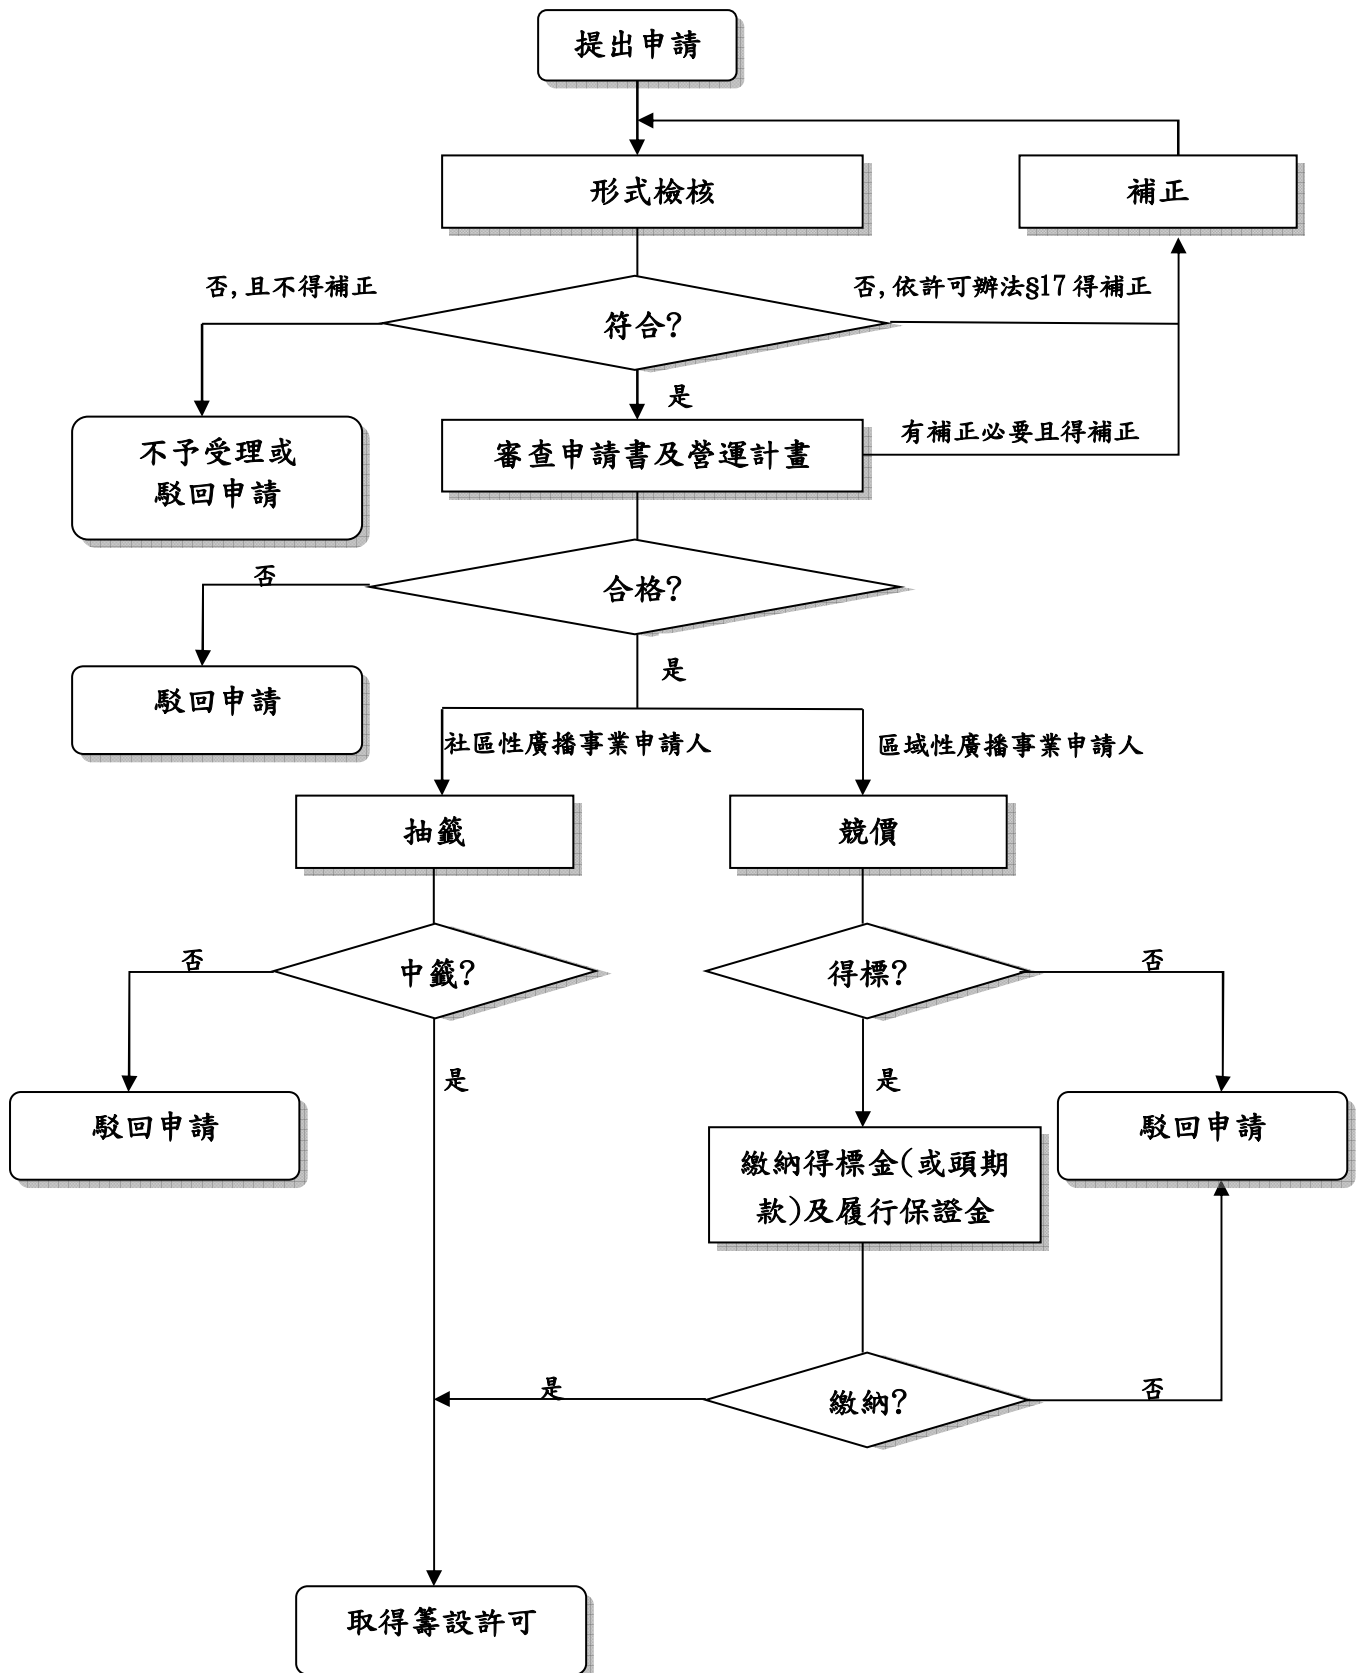 提出申請
形式檢核
補正
否,且不得補正
否,依許可辦法§17得補正
符合?
是
不予受理或
駁回申請
審查申請書及營運計畫
有補正必要且得補正
否
合格?
是
駁回申請
社區性廣播事業申請人
區域性廣播事業申請人
抽籤
競價
否
中籤?
得標?
否
是
是
駁回申請
駁回申請
繳納得標金(或頭期
款)及履行保證金
是
繳納?
否
取得籌設許可